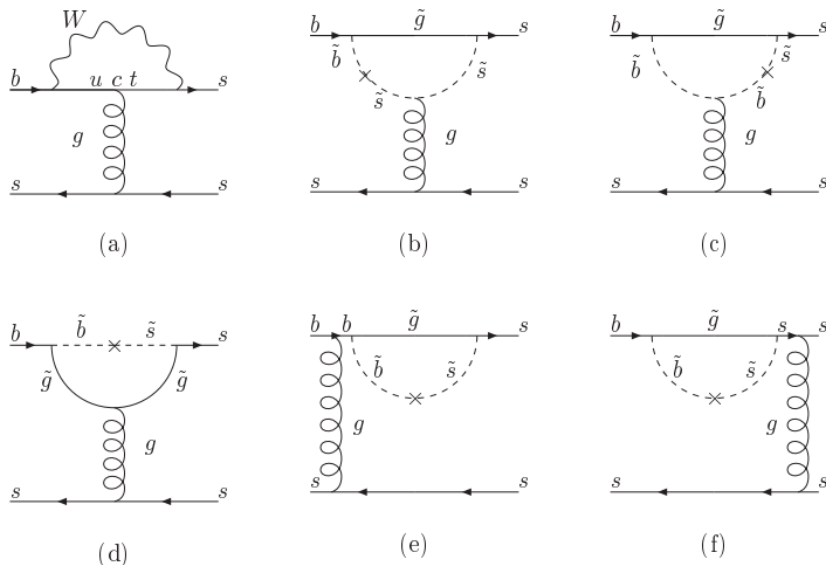 W
b u c t s
g
s s
(a)
b g̃ s
b̃ s̃
s̃
g
s s
(b)
b g̃ s
b̃ s̃
b̃
g
s s
(c)
b b̃ s̃ s
g̃ g̃
g
s s
(d)
b b g̃ s
b̃ s̃
g
s s
(e)
b g̃ s s
b̃ s̃
g
s s
(f)